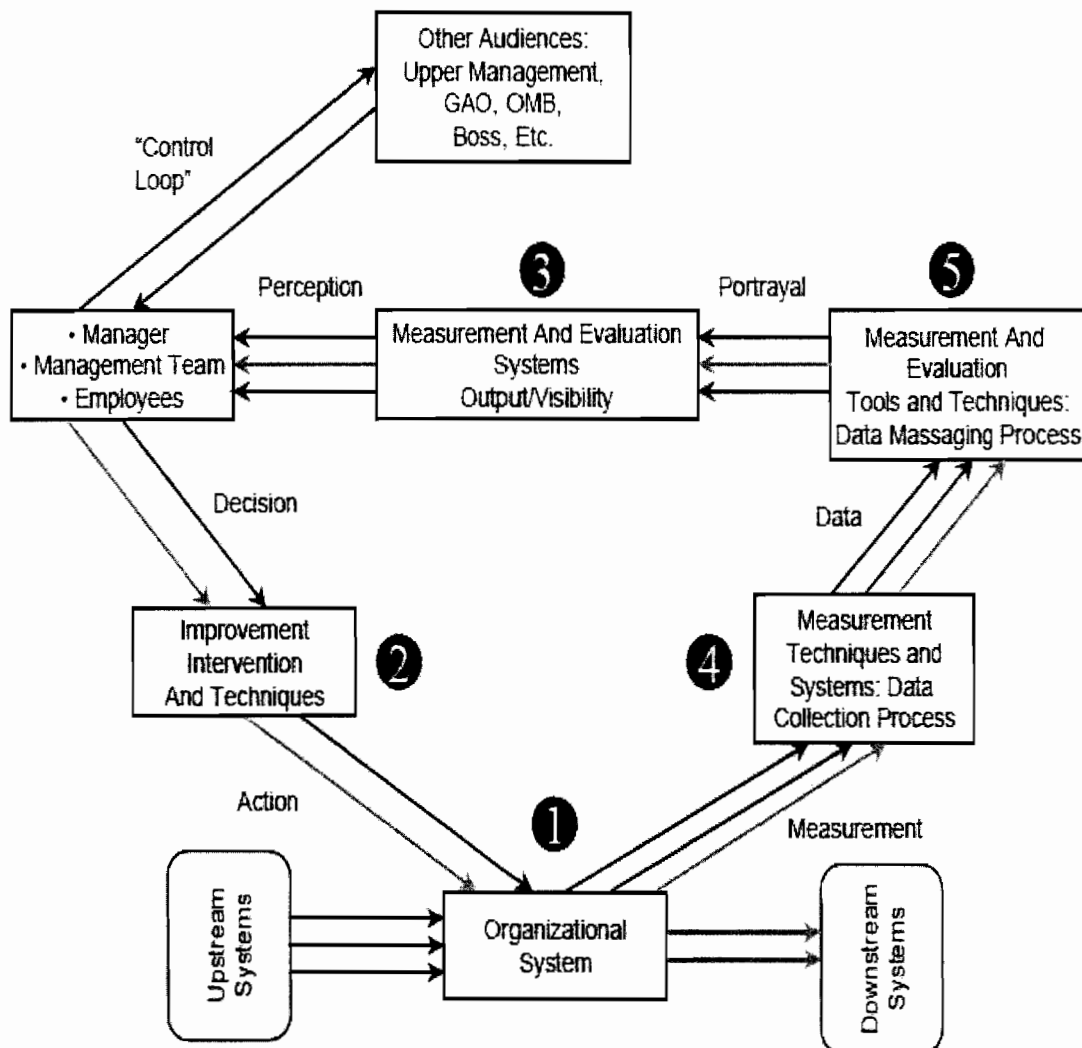 Other Audiences:
Upper Management,
GAO, OMB,
Boss, Etc.
"Control
Loop"
3
5
Perception
Portrayal
• Manager
• Management Team
• Employees
Measurement And Evaluation
Systems
Output/Visibility
Measurement And
Evaluation
Tools and Techniques:
Data Massaging Process
Decision
Data
Improvement
Intervention
And Techniques
2
4
Measurement
Techniques and
Systems: Data
Collection Process
Action
1
Measurement
Upstream
Systems
Organizational
System
Downstream
Systems